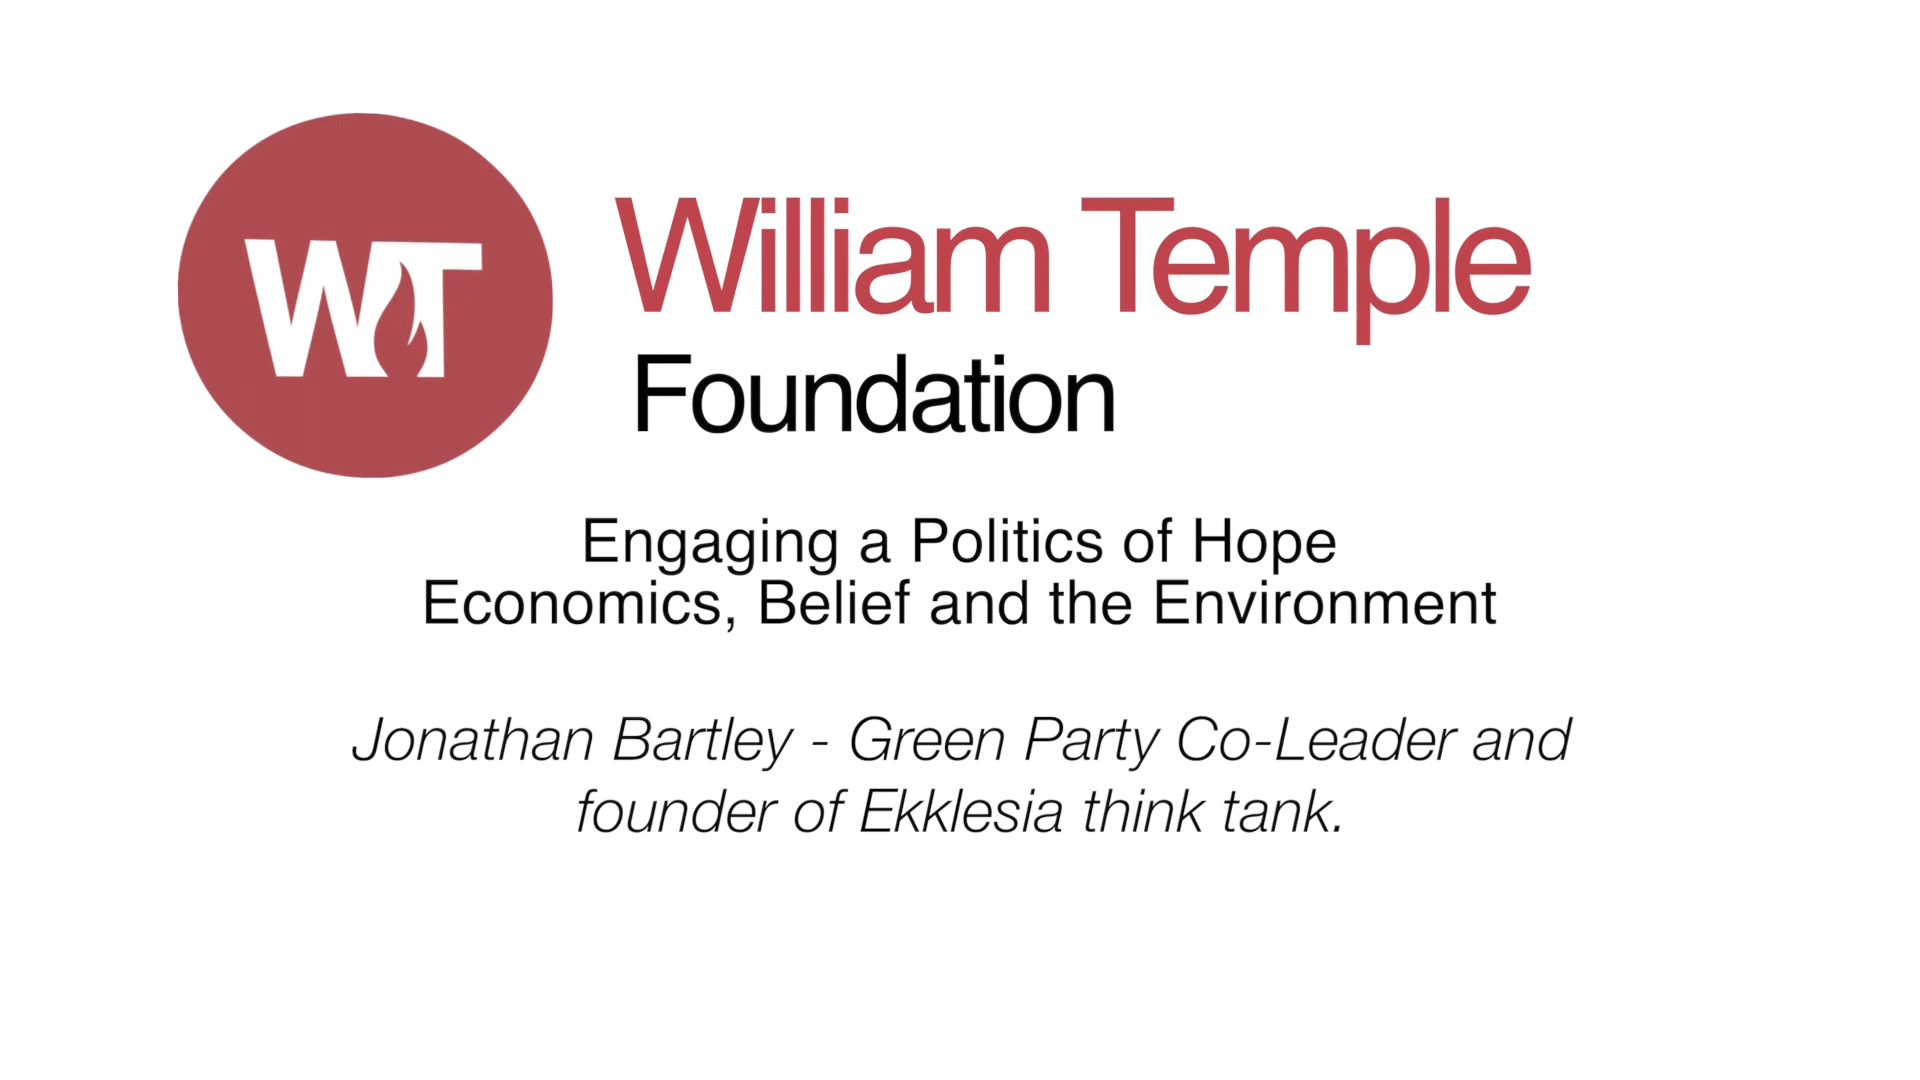 WT
William Temple
Foundation
Engaging a Politics of Hope
Economics, Belief and the Environment
Jonathan Bartley - Green Party Co-Leader and
founder of Ekklesia think tank.